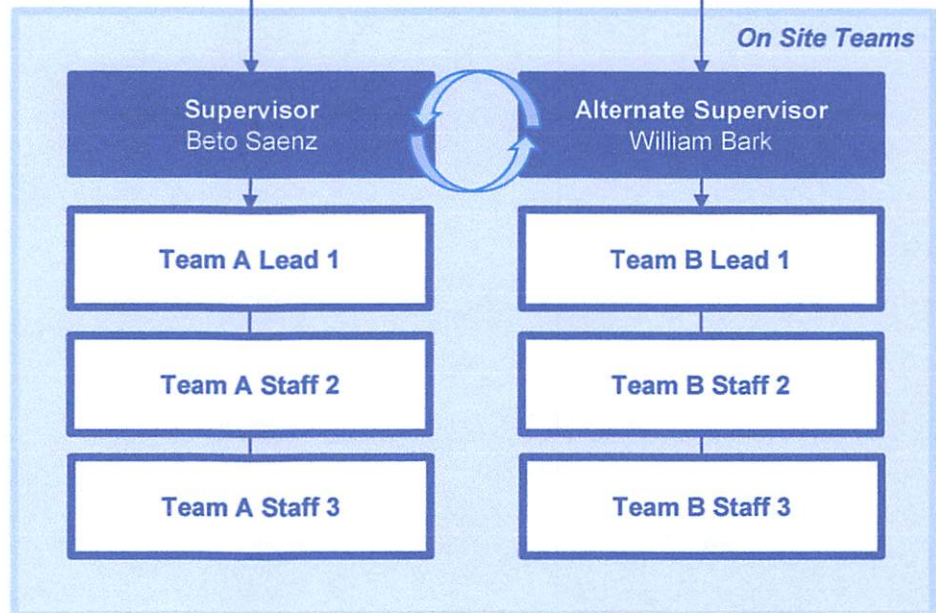 On Site Teams
Supervisor
Beto Saenz
Alternate Supervisor
William Bark
Team A Lead 1
Team B Lead 1
Team A Staff 2
Team B Staff 2
Team A Staff 3
Team B Staff 3